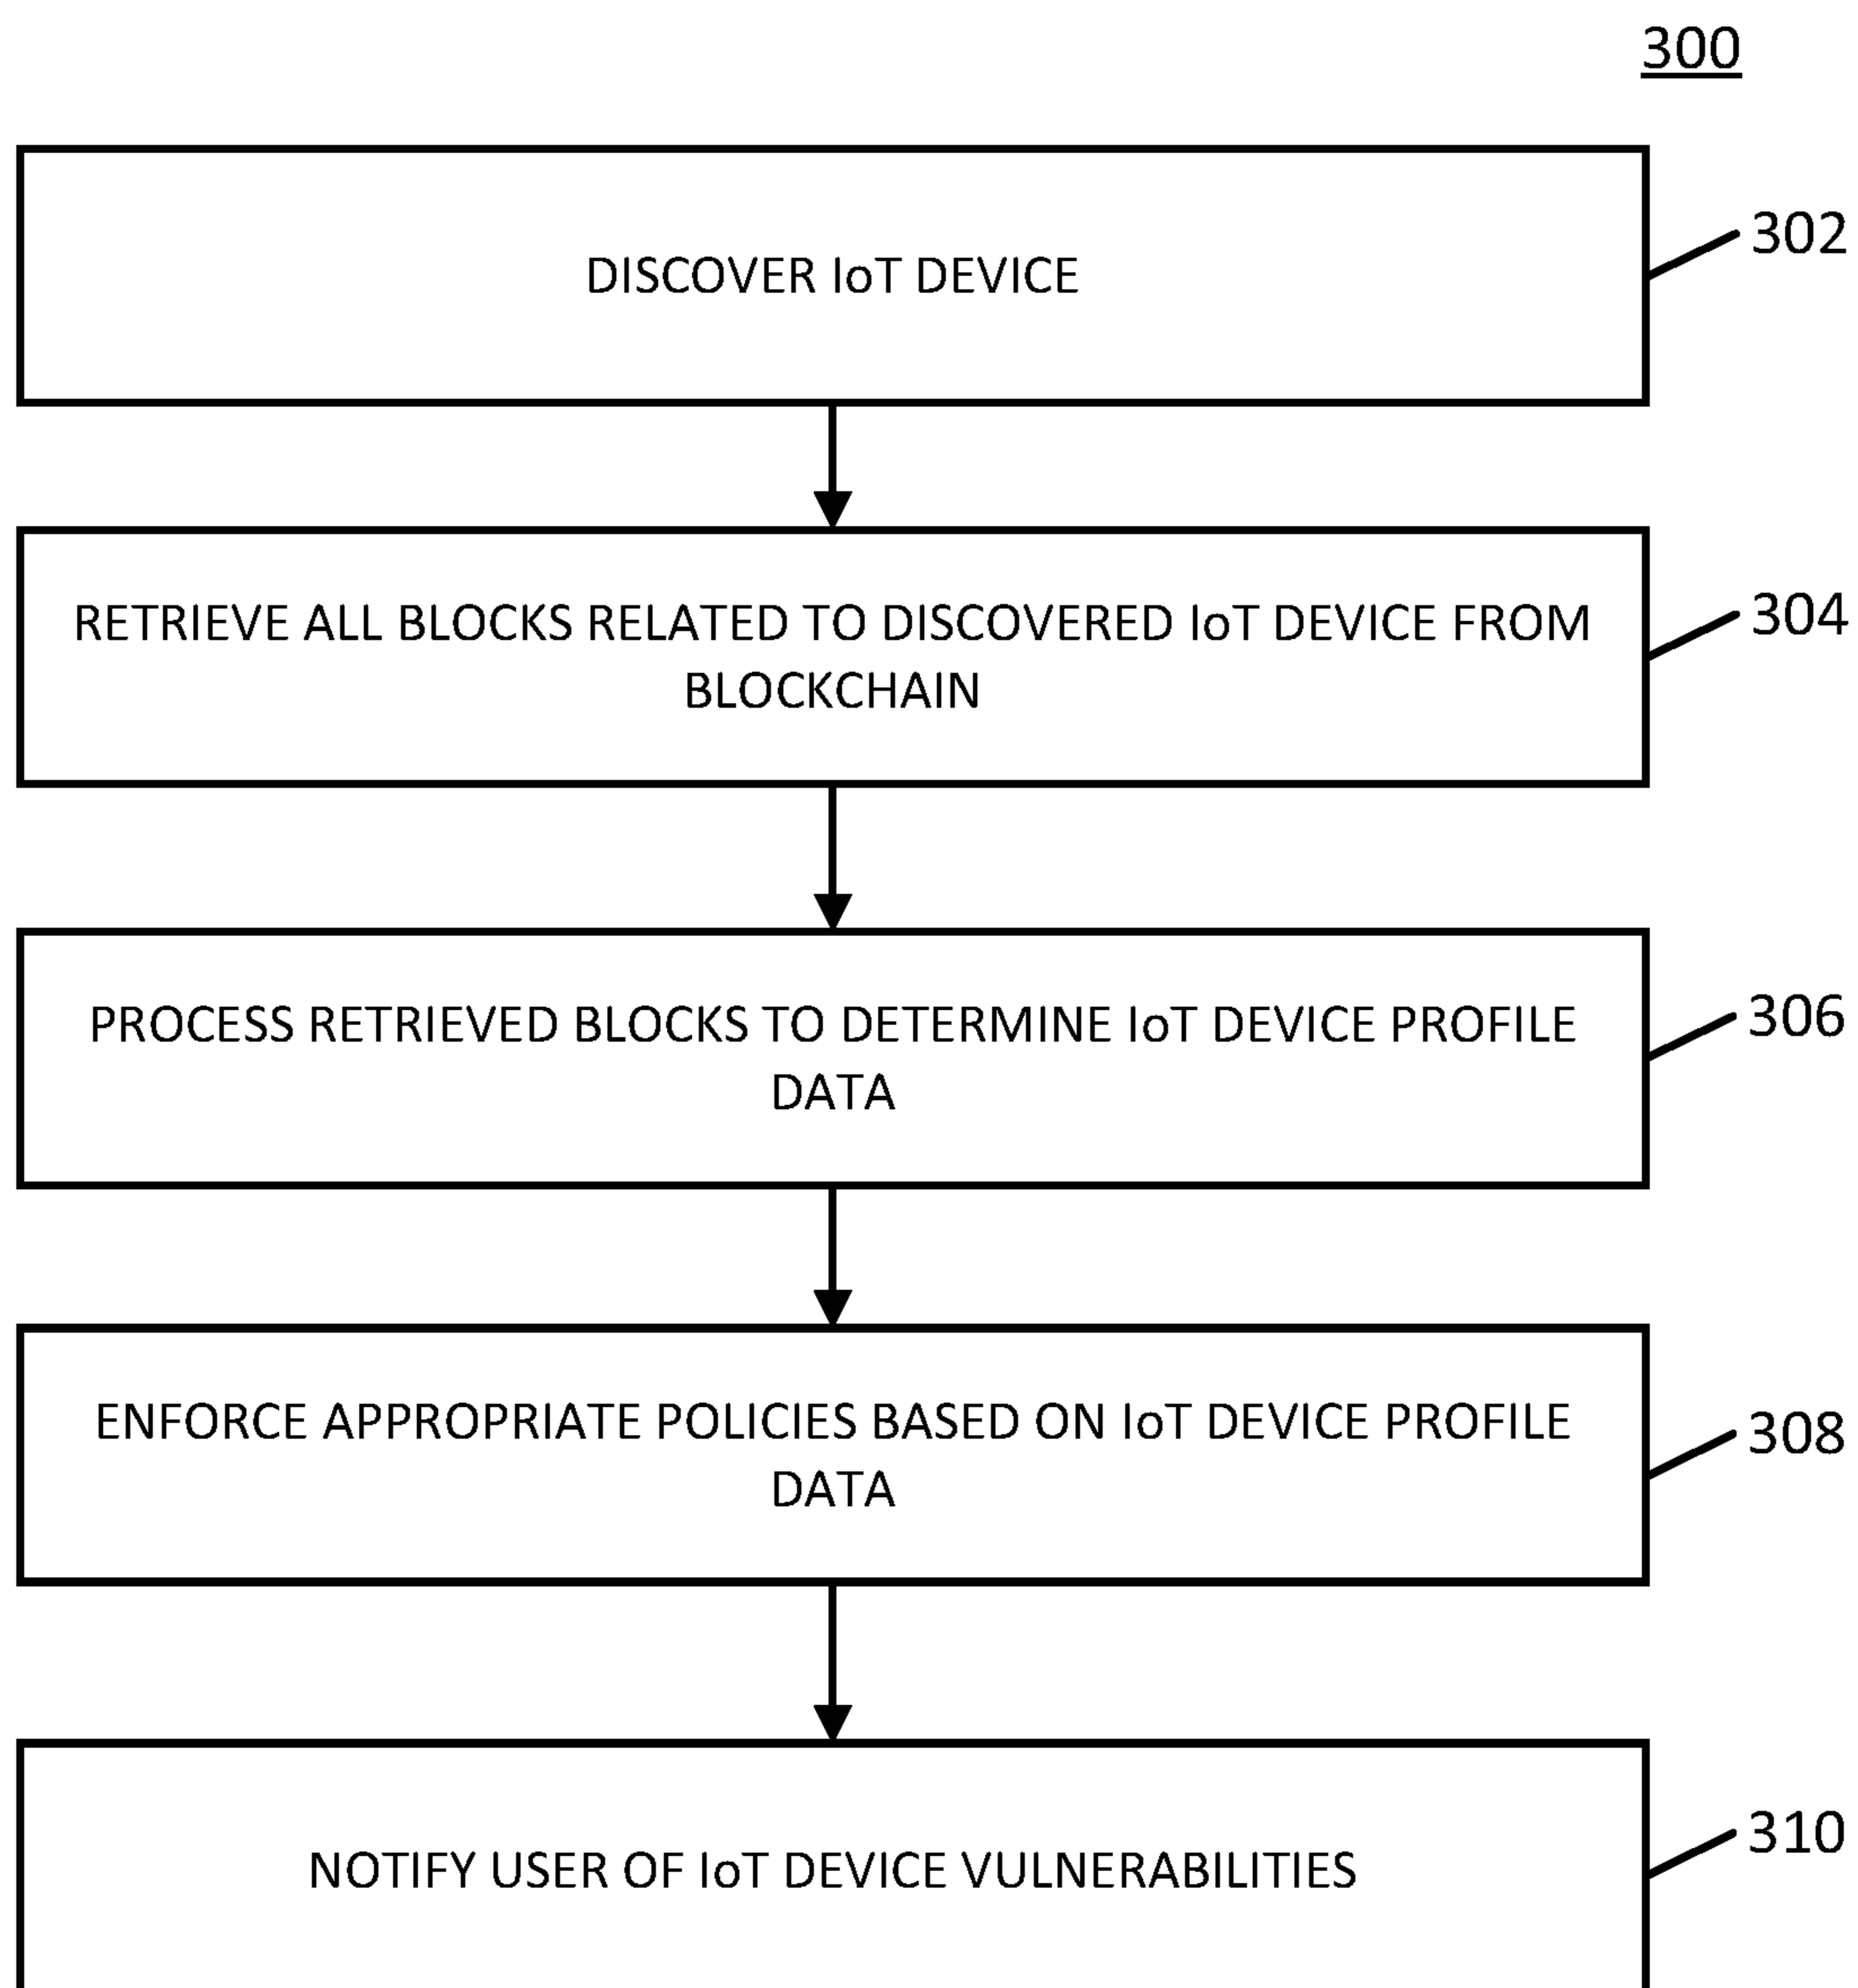 300
DISCOVER IoT DEVICE
302
RETRIEVE ALL BLOCKS RELATED TO DISCOVERED IoT DEVICE FROM
BLOCKCHAIN
304
PROCESS RETRIEVED BLOCKS TO DETERMINE IoT DEVICE PROFILE
DATA
306
ENFORCE APPROPRIATE POLICIES BASED ON IoT DEVICE PROFILE
DATA
308
NOTIFY USER OF IoT DEVICE VULNERABILITIES
310